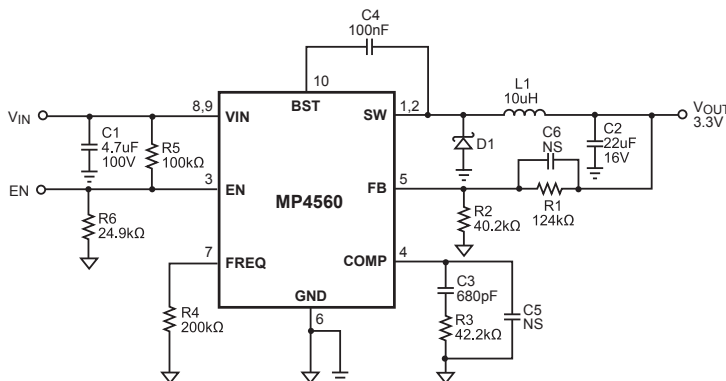 C4
100nF
10
BST
8,9
VIN
SW
1,2
L1
10uH
VIN
VOUT
3.3V
C1
4.7uF
100V
R5
100kΩ
D1
C6
NS
C2
22uF
16V
EN
3
EN
MP4560
FB
5
R1
124kΩ
R6
24.9kΩ
R2
40.2kΩ
7
FREQ
COMP
4
R4
200kΩ
GND
6
C3
680pF
R3
42.2kΩ
C5
NS